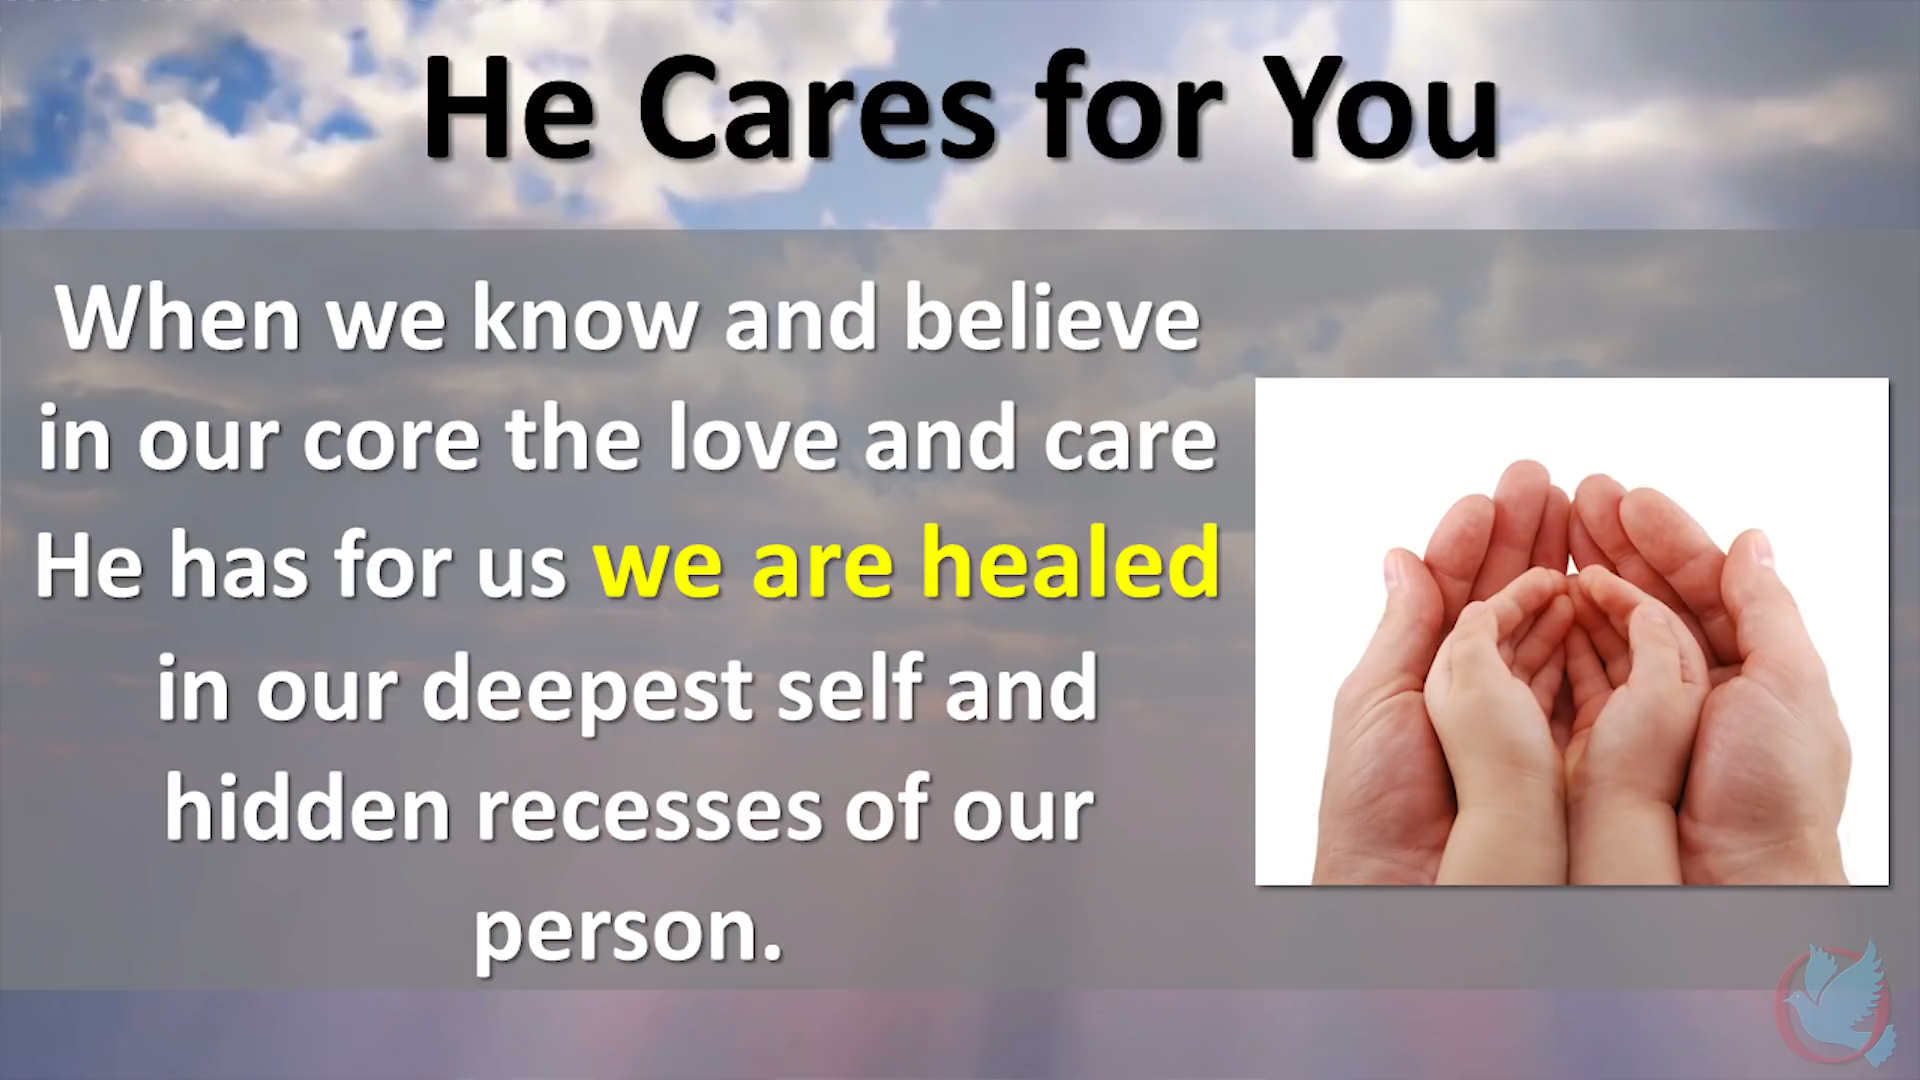 He Cares for You
When we know and believe
in our core the love and care
He has for us we are healed
in our deepest self and
hidden recesses of our
person.